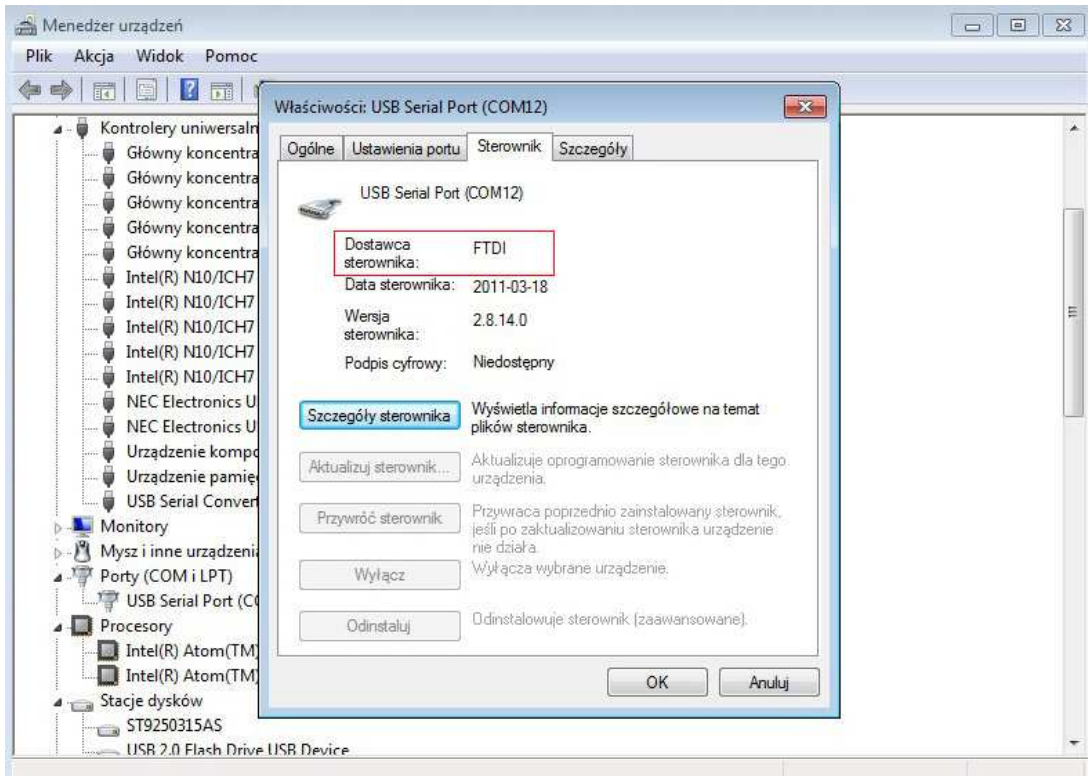 Menedżer urządzeń
Plik Akcja Widok Pomoc
Kontrolery uniwersaln
Główny koncentra
Główny koncentra
Główny koncentra
Główny koncentra
Główny koncentra
Intel(R) N10/ICH7
Intel(R) N10/ICH7
Intel(R) N10/ICH7
Intel(R) N10/ICH7
Intel(R) N10/ICH7
NEC Electronics U
NEC Electronics U
Urządzenie kompo
Urządzenie pamię
USB Serial Convert
Monitory
Mysz i inne urządzenia
Porty (COM i LPT)
USB Serial Port (CO
Procesory
Intel(R) Atom(TM)
Intel(R) Atom(TM)
Stacje dysków
ST9250315AS
USB 2.0 Flash Drive USB Device
Właściwości: USB Serial Port (COM12)
Ogólne Ustawienia portu Sterownik Szczegóły
USB Serial Port (COM12)
Dostawca
sterownika: FTDI
Data sterownika: 2011-03-18
Wersja
sterownika: 2.8.14.0
Podpis cyfrowy: Niedostępny
Szczegóły sterownika
Wyświetla informacje szczegółowe na temat
plików sterownika.
Aktualizuj sterownik...
Aktualizuje oprogramowanie sterownika dla tego
urządzenia.
Przywróć sterownik
Przywraca poprzednio zainstalowany sterownik,
jeśli po zaktualizowaniu sterownika urządzenie
nie działa.
Wyłącz
Wyłącza wybrane urządzenie.
Odinstaluj
Odinstalowuje sterownik (zaawansowane).
OK Anuluj